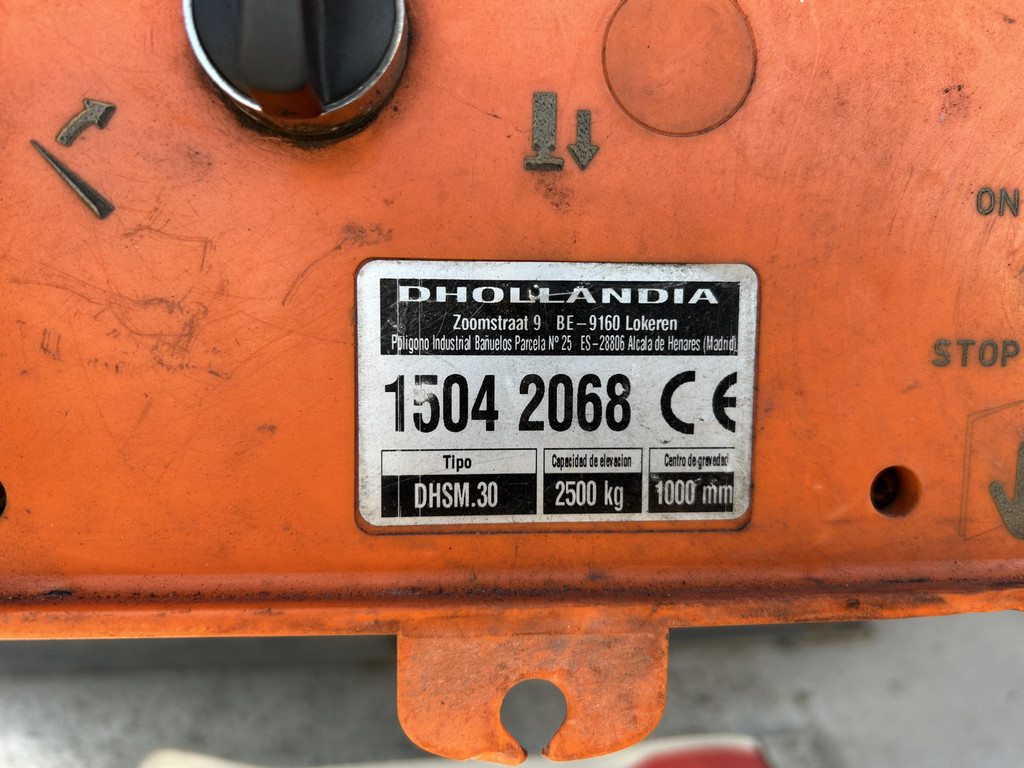 ON
DHOLLANDIA
Zoomstraat 9 BE-9160 Lokeren
Poligono Industrial Bañuelos Parcela Nº 25 ES-28806 Alcala de Henares (Madrid)
STOP
1504 2068 CE
Tipo Capacidad de elevacion Centro de gravedad
DHSM.30 2500 kg 1000 mm